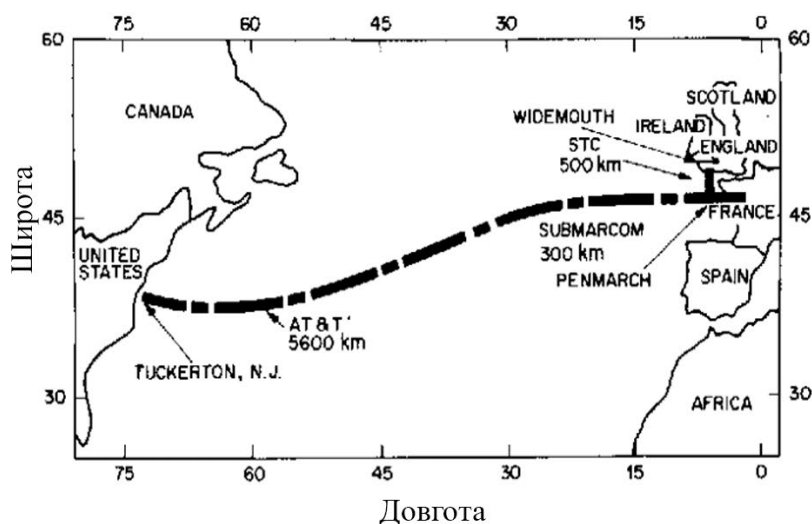 75
60
45
30
15
0
60
60
CANADA
SCOTLAND
WIDEMOUTH
IRELAND
ENGLAND
STC
500 km
45
45
FRANCE
UNITED
STATES
SUBMARCOM
300 km
PENMARCH
SPAIN
AT & T
5600 km
TUCKERTON, N.J.
30
30
AFRICA
75
60
45
30
15
0
Широта
Довгота